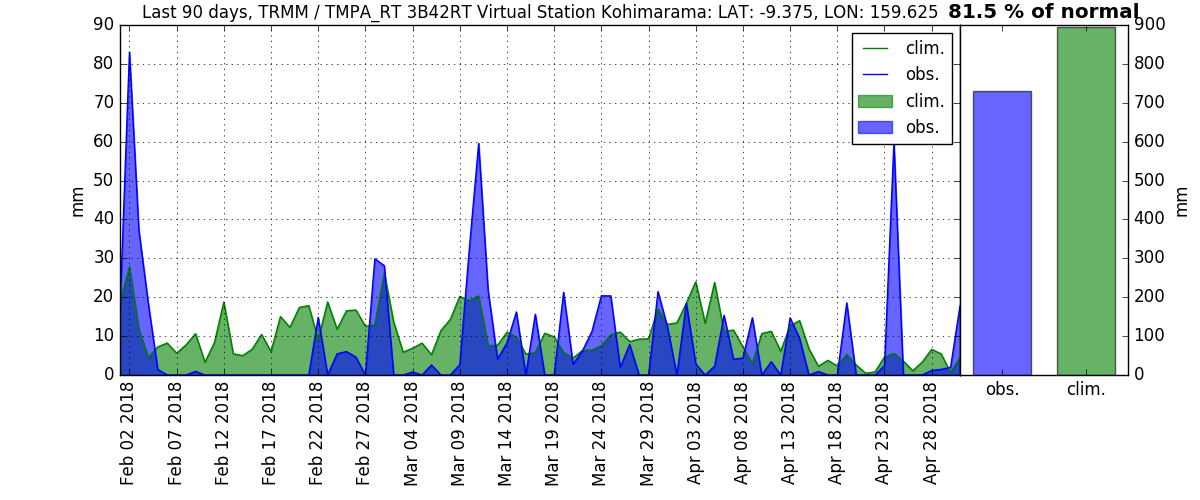 Last 90 days, TRMM / TMPA_RT 3B42RT Virtual Station Kohimarama: LAT: -9.375, LON: 159.625 81.5 % of normal
90
80
70
60
50
40
30
20
10
0
mm
clim.
obs.
clim.
obs.
900
800
700
600
500
400
300
200
100
0
mm
Feb 02 2018
Feb 07 2018
Feb 12 2018
Feb 17 2018
Feb 22 2018
Feb 27 2018
Mar 04 2018
Mar 09 2018
Mar 14 2018
Mar 19 2018
Mar 24 2018
Mar 29 2018
Apr 03 2018
Apr 08 2018
Apr 13 2018
Apr 18 2018
Apr 23 2018
Apr 28 2018
obs.
clim.